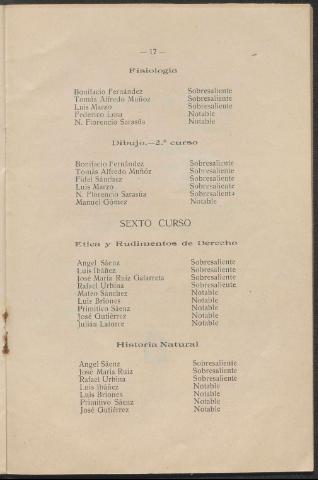 — 17 —
Fisiología
Bonifacio Fernández Sobresaliente
Tomás Alfredo Muñoz Sobresaliente
Luis Marzo Sobresaliente
Federico Losa Notable
N. Florencio Sarasúa Notable
Dibujo.—2.º curso
Bonifacio Fernández Sobresaliente
Tomás Alfredo Muñoz Sobresaliente
Fidel Sánchez Sobresaliente
Luis Marzo Sobresaliente
N. Florencio Sarasúa Sobresaliente
Manuel Gómez Notable
SEXTO CURSO
Etica y Rudimentos de Derecho
Angel Sáenz Sobresaliente
Luis Ibáñez Sobresaliente
José María Ruiz Galarreta Sobresaliente
Rafael Urbina Sobresaliente
Mateo Sánchez Notable
Luis Briones Notable
Primitivo Sáenz Notable
José Gutiérrez Notable
Julián Latorre Notable
Historia Natural
Angel Sáenz Sobresaliente
José María Ruiz Sobresaliente
Rafael Urbina Sobresaliente
Luis Ibáñez Notable
Luis Briones Notable
Primitivo Sáenz Notable
José Gutiérrez Notable